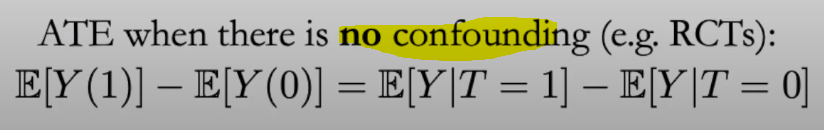 ATE when there is no confounding (e.g. RCTs):
𝔼[Y(1)] − 𝔼[Y(0)] = 𝔼[Y|T = 1] − 𝔼[Y|T = 0]